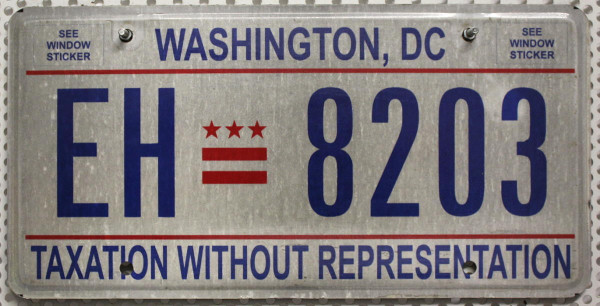 SEE
WINDOW
STICKER
WASHINGTON, DC
SEE
WINDOW
STICKER
EH 8203
TAXATION WITHOUT REPRESENTATION